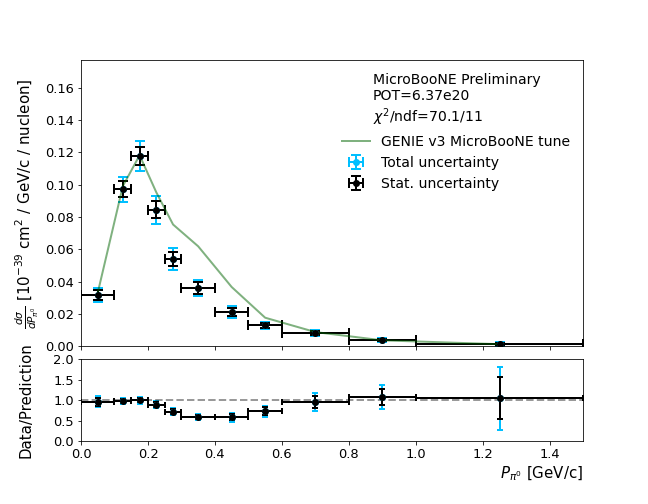 MicroBooNE Preliminary
POT=6.37e20
χ²/ndf=70.1/11
GENIE v3 MicroBooNE tune
Total uncertainty
Stat. uncertainty
dσ/dP_π⁰ [10⁻³⁹ cm² / GeV/c / nucleon]
0.16
0.14
0.12
0.10
0.08
0.06
0.04
0.02
0.00
Data/Prediction
2.0
1.5
1.0
0.5
0.0
0.0 0.2 0.4 0.6 0.8 1.0 1.2 1.4
P_π⁰ [GeV/c]